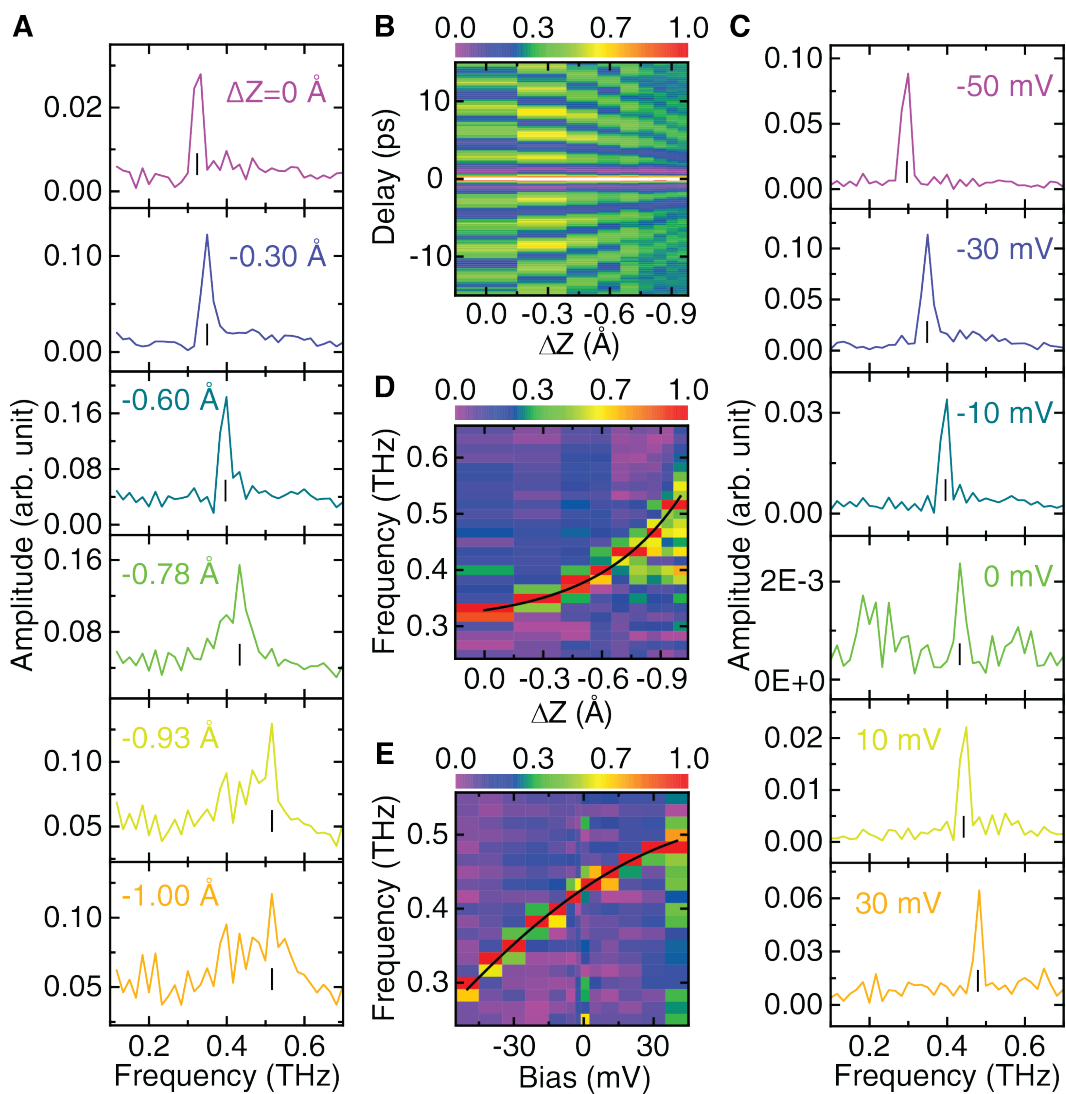 A
ΔZ=0 Å
0.02
0.00
-0.30 Å
0.10
0.00
-0.60 Å
0.16
0.08
0.00
-0.78 Å
0.16
0.08
-0.93 Å
0.10
0.05
-1.00 Å
0.10
0.05
0.2 0.4 0.6
Frequency (THz)
Amplitude (arb. unit)
B
0.0 0.3 0.7 1.0
10
0
-10
Delay (ps)
0.0 -0.3 -0.6 -0.9
ΔZ (Å)
D
0.0 0.3 0.7 1.0
0.6
0.5
0.4
0.3
Frequency (THz)
0.0 -0.3 -0.6 -0.9
ΔZ (Å)
E
0.0 0.3 0.7 1.0
0.5
0.4
0.3
Frequency (THz)
-30 0 30
Bias (mV)
C
0.10
-50 mV
0.05
0.00
-30 mV
0.10
0.05
0.00
-10 mV
0.03
0.00
0 mV
2E-3
0E+0
10 mV
0.02
0.01
0.00
30 mV
0.06
0.03
0.00
0.2 0.4 0.6
Frequency (THz)
Amplitude (arb. unit)